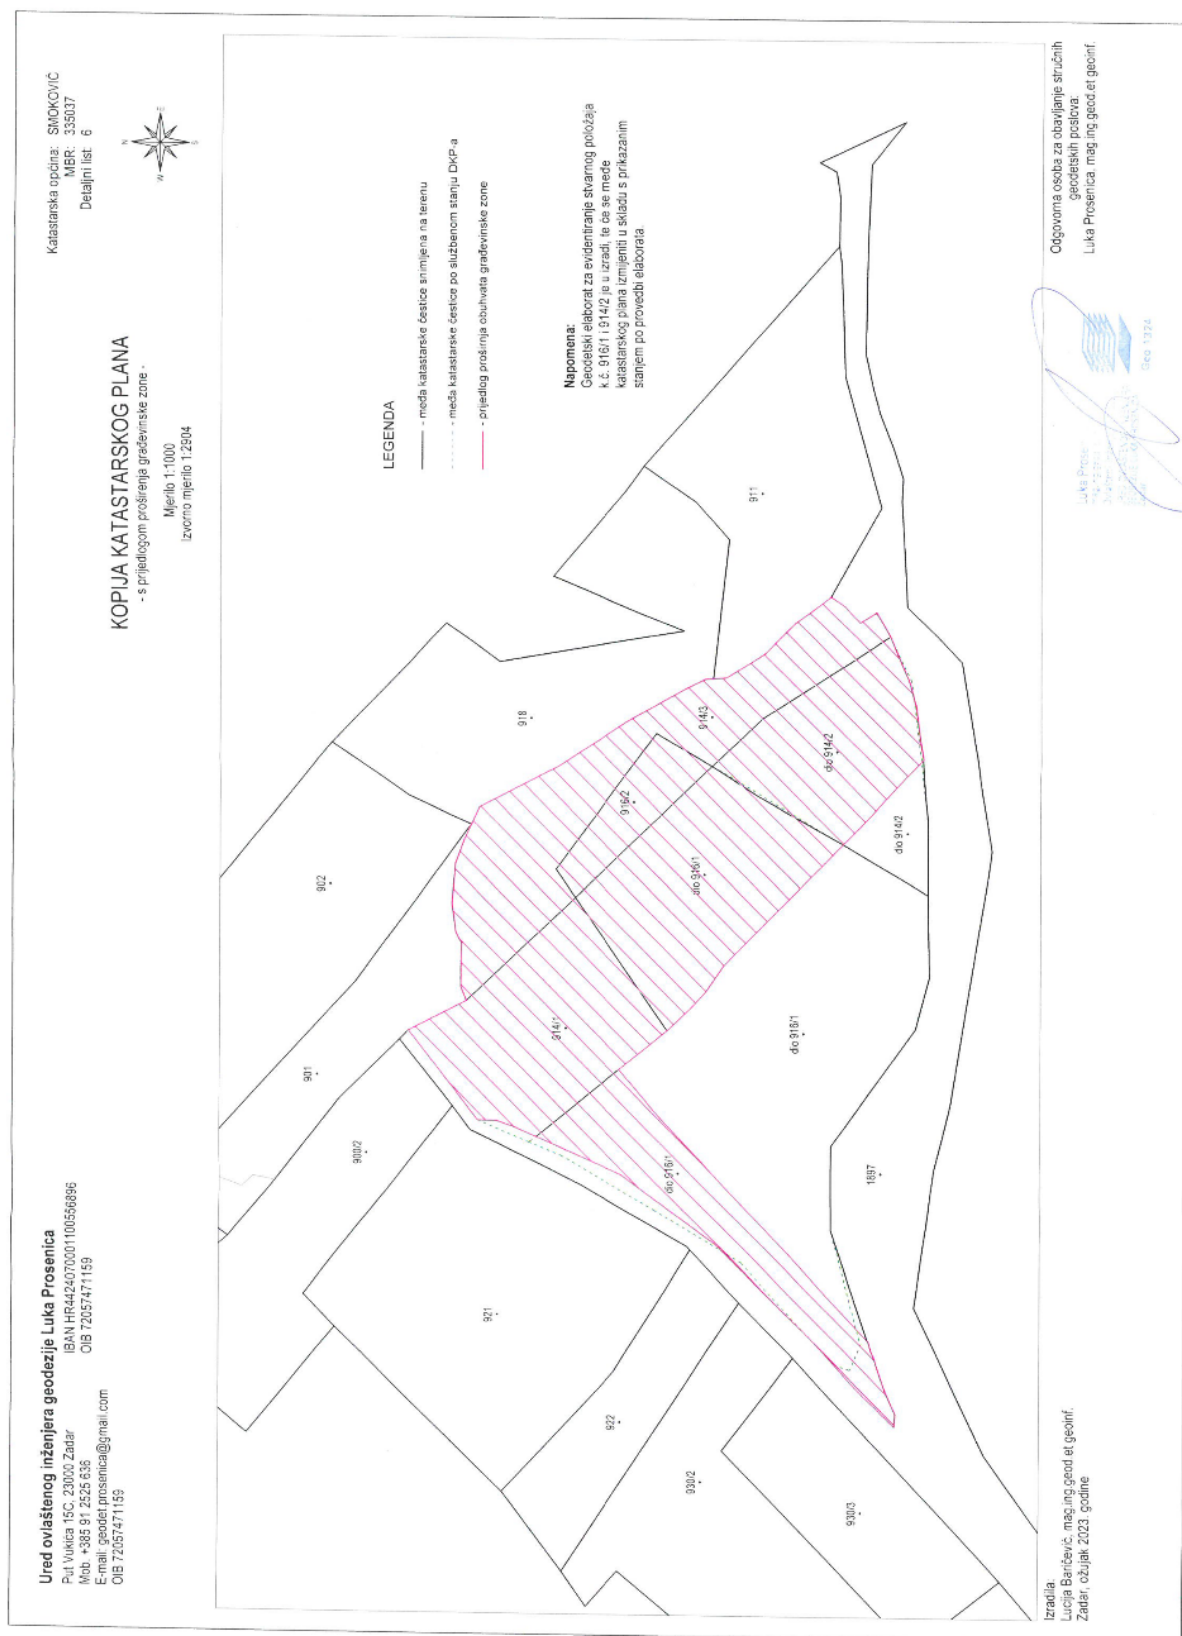 Ured ovlaštenog inženjera geodezije Luka Prosenica
Put Vukića 15C, 23000 Zadar
IBAN HR4424070001100556896
Mob. +385 91 2525 636
OIB 72057471159
E-mail: geodet.prosenica@gmail.com
OIB 72057471159
KOPIJA KATASTARSKOG PLANA
- s prijedlogom proširenja građevinske zone -
Mjerilo 1:1000
Izvorno mjerilo 1:2904
Katastarska općina: SMOKOVIĆ
MBR: 335037
Detaljni list 6
N
W
E
S
LEGENDA
- međa katastarske čestice snimljena na terenu
- međa katastarske čestice po službenom stanju DKP-a
- prijedlog proširnja obuhvata građevinske zone
Napomena:
Geodetski elaborat za evidentiranje stvarnog položaja
k.č. 916/1 i 914/2 je u izradi, te će se međe
katastarskog plana izmijeniti u skladu s prikazanim
stanjem po provedbi elaborata.
902
901
900/2
918
911
921
914/1
916/2
914/3
dio 916/1
dio 914/2
dio 914/2
dio 916/1
dio 916/1
922
930/2
930/3
1897
Izradila:
Lucija Baričević, mag.ing.geod.et geoinf.
Zadar, ožujak 2023. godine
Odgovorna osoba za obavljanje stručnih
geodetskih poslova:
Luka Prosenica, mag.ing.geod.et geoinf.
Geo 1324